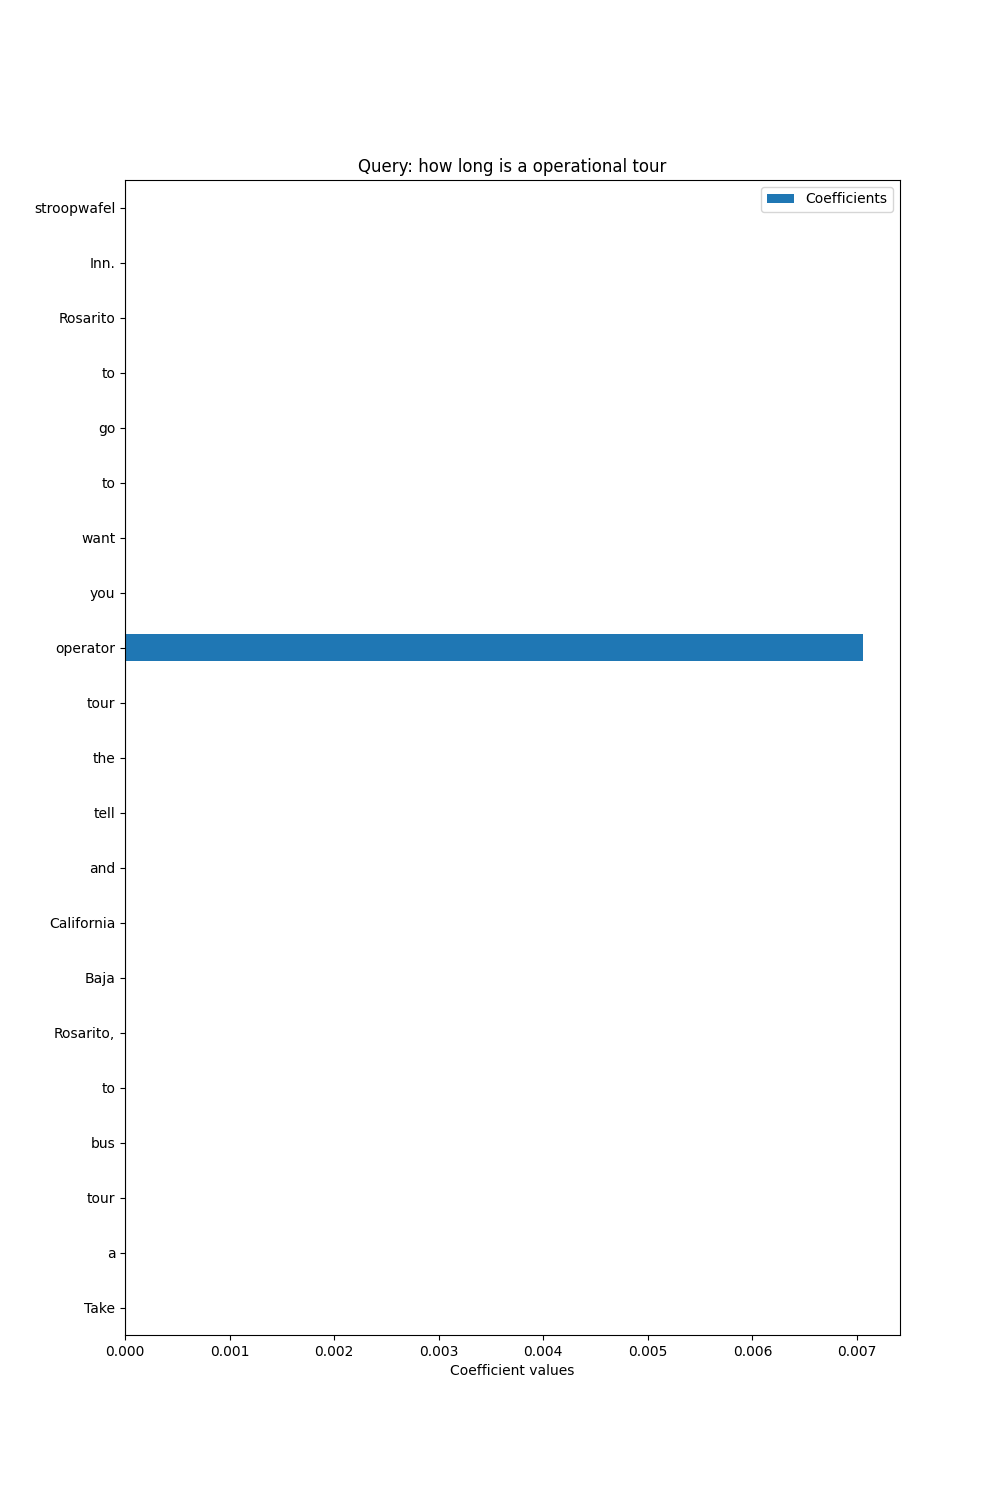 Query: how long is a operational tour
Coefficients
stroopwafel
Inn.
Rosarito
to
go
to
want
you
operator
tour
the
tell
and
California
Baja
Rosarito,
to
bus
tour
a
Take
0.000 0.001 0.002 0.003 0.004 0.005 0.006 0.007
Coefficient values